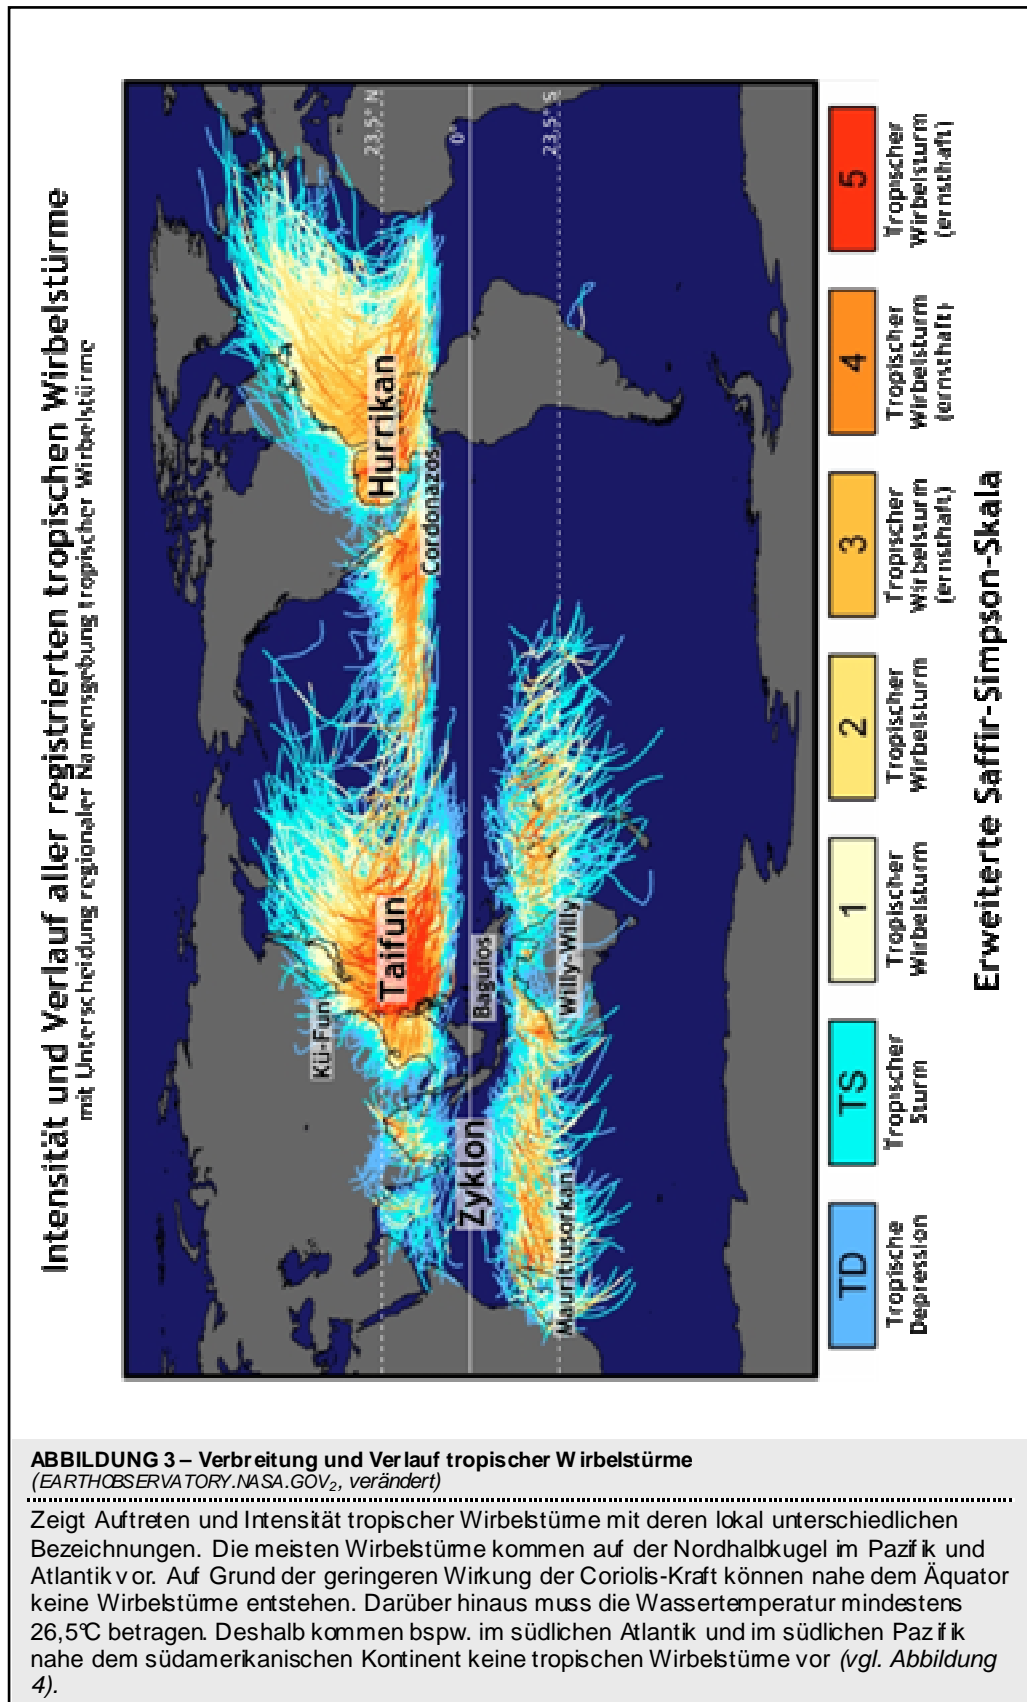 Intensität und Verlauf aller registrierten tropischen Wirbelstürme
mit Unterscheidung regionaler Namensgebung tropischer Wirbelstürme
23,5° N
0°
23,5° S
Hurrikan
Cordonazos
Taifun
Kü-Fun
Baguios
Willy-Willy
Zyklon
Mauritiusorkan
TD
Tropische
Depression
TS
Tropischer
Sturm
1
Tropischer
Wirbelsturm
2
Tropischer
Wirbelsturm
3
Tropischer
Wirbelsturm
(ernsthaft)
4
Tropischer
Wirbelsturm
(ernsthaft)
5
Tropischer
Wirbelsturm
(ernsthaft)
Erweiterte Saffir-Simpson-Skala
ABBILDUNG 3 – Verbreitung und Verlauf tropischer Wirbelstürme
(EARTHOBSERVATORY.NASA.GOV₂, verändert)
Zeigt Auftreten und Intensität tropischer Wirbelstürme mit deren lokal unterschiedlichen
Bezeichnungen. Die meisten Wirbelstürme kommen auf der Nordhalbkugel im Pazifik und
Atlantik vor. Auf Grund der geringeren Wirkung der Coriolis-Kraft können nahe dem Äquator
keine Wirbelstürme entstehen. Darüber hinaus muss die Wassertemperatur mindestens
26,5°C betragen. Deshalb kommen bspw. im südlichen Atlantik und im südlichen Pazifik
nahe dem südamerikanischen Kontinent keine tropischen Wirbelstürme vor (vgl. Abbildung
4).